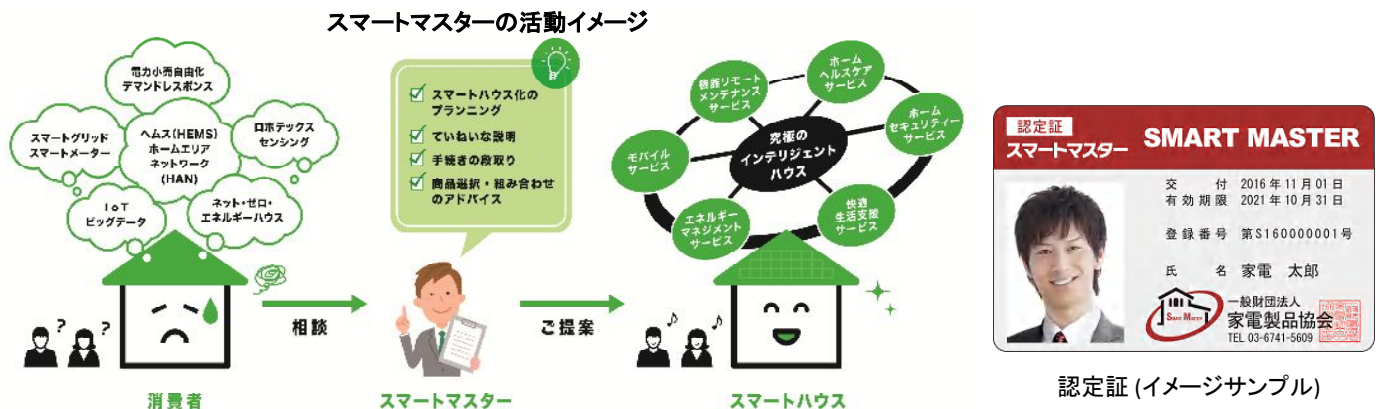 スマートマスターの活動イメージ
電力小売自由化
デマンドレスポンス
スマートグリッド
スマートメーター
ヘムス(HEMS)
ホームエリア
ネットワーク
(HAN)
ロボテックス
センシング
IoT
ビッグデータ
ネット・ゼロ・
エネルギーハウス
?
?
消費者
相談
スマートハウス化の
プランニング
ていねいな説明
手続きの段取り
商品選択・組み合わせ
のアドバイス
スマートマスター
ご提案
機器リモート
メンテナンス
サービス
ホーム
ヘルスケア
サービス
ホーム
セキュリティー
サービス
モバイル
サービス
究極の
インテリジェント
ハウス
エネルギー
マネジメント
サービス
快適
生活支援
サービス
スマートハウス
認定証
スマートマスター SMART MASTER
交付 2016年11月01日
有効期限 2021年10月31日
登録番号 第S160000001号
氏名 家電 太郎
SMART MASTER
一般財団法人
家電製品協会
TEL 03-6741-5609
認定証 (イメージサンプル)